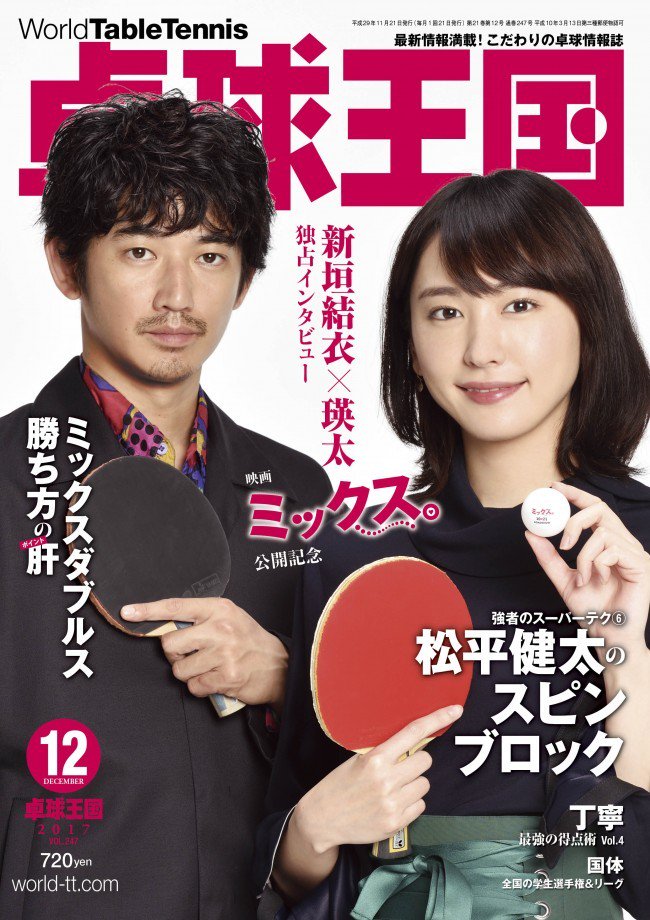 World Table Tennis
平成29年11月21日発行(毎月1回21日発行) 第21巻第12号 通巻247号 平成10年3月13日第三種郵便物認可
最新情報満載!こだわりの卓球情報誌
卓球王国
新垣結衣×瑛太
独占インタビュー
映画
ミックス。
公開記念
ミックスダブルス
勝ち方の肝
ポイント
ミックス。
強者のスーパーテク⑥
松平健太の
スピン
ブロック
12
DECEMBER
卓球王国
2017
VOL.247
720yen
world-tt.com
丁寧
最強の得点術 Vol.4
国体
全国の学生選手権&リーグ